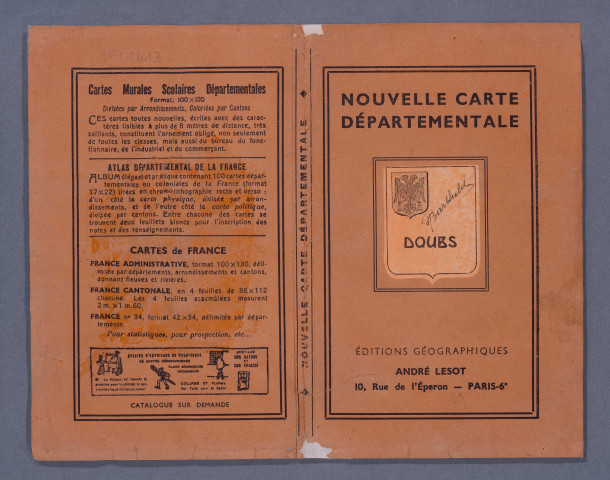 Cartes Murales Scolaires Départementales
Format: 100×120
Divisées par Arrondissements, Coloriées par Cantons
CES cartes toutes nouvelles, écrites avec des carac-
tères lisibles à plus de 8 mètres de distance, très
saillants, constituent l'ornement obligé, non seulement
de toutes les classes, mais aussi du bureau du fonc-
tionnaire, de l'industriel et du commerçant.
ATLAS DÉPARTEMENTAL DE LA FRANCE
ALBUM élégant et pratique contenant 100 cartes dépar-
tementales ou coloniales de la France (format
17×22) tirées en chromolithographie recto et verso :
d'un côté la carte physique, divisée par arron-
dissements, et de l'autre côté la carte politique,
divisée par cantons. Entre chacune des cartes se
trouvent deux feuillets blancs pour l'inscription des
notes et des renseignements.
CARTES de FRANCE
FRANCE ADMINISTRATIVE, format 100×130, déli-
mitée par départements, arrondissements et cantons,
donnant fleuves et rivières.
FRANCE CANTONALE, en 4 feuilles de 86×112
chacune. Les 4 feuilles assemblées mesurent
2 m. × 1 m. 60.
FRANCE nº 34, format 42×34, délimitée par dépar-
tements.
Pour statistiques, pour prospection, etc...
COLLAGE SUR TOILE
CATALOGUE SUR DEMANDE
NOUVELLE CARTE DÉPARTEMENTALE
NOUVELLE CARTE
DÉPARTEMENTALE
Barthelet
DOUBS
ÉDITIONS GÉOGRAPHIQUES
ANDRÉ LESOT
10, Rue de l'Éperon — PARIS-6e